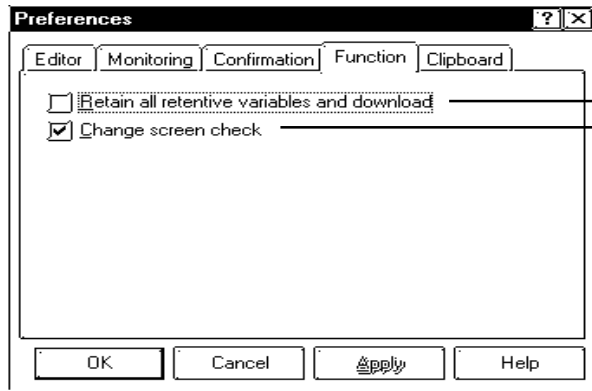 Preferences ? X
Editor Monitoring Confirmation Function Clipboard
Retain all retentive variables and download
Change screen check
OK Cancel Apply Help